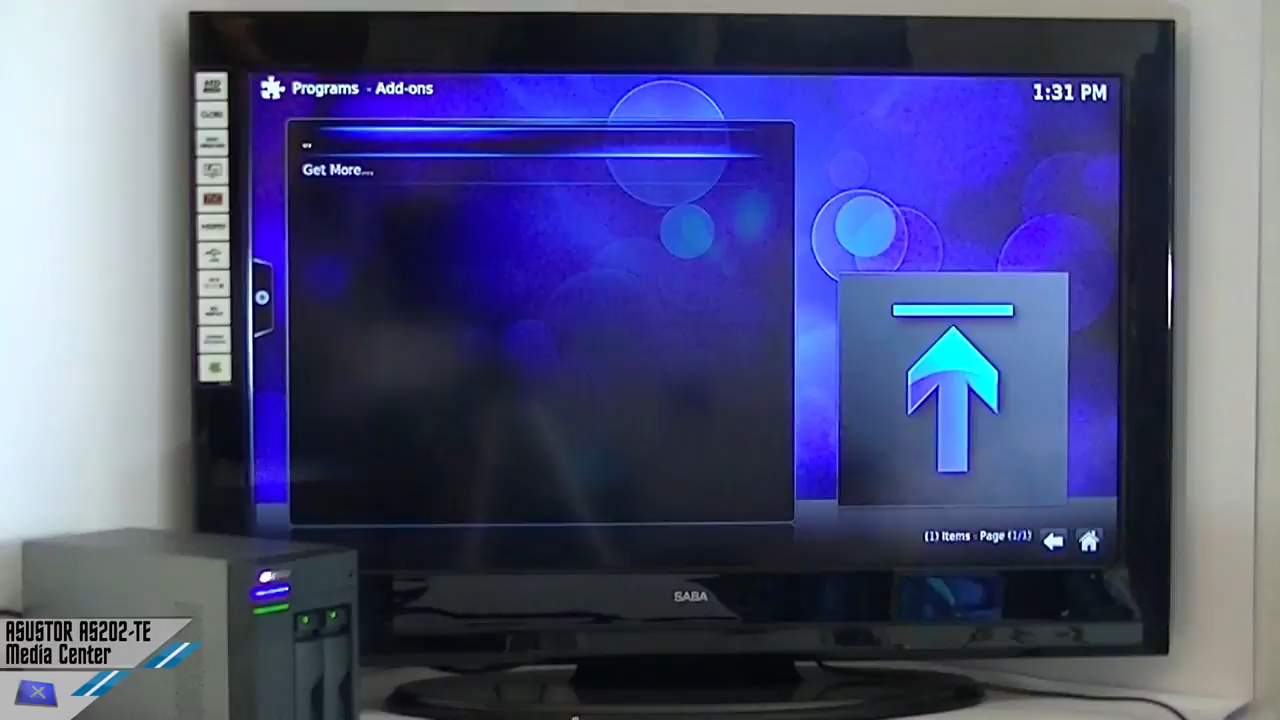 Programs - Add-ons
1:31 PM
..
Get More...
(1) Items - Page (1/1)
SABA
ASUSTOR AS202-TE
Media Center